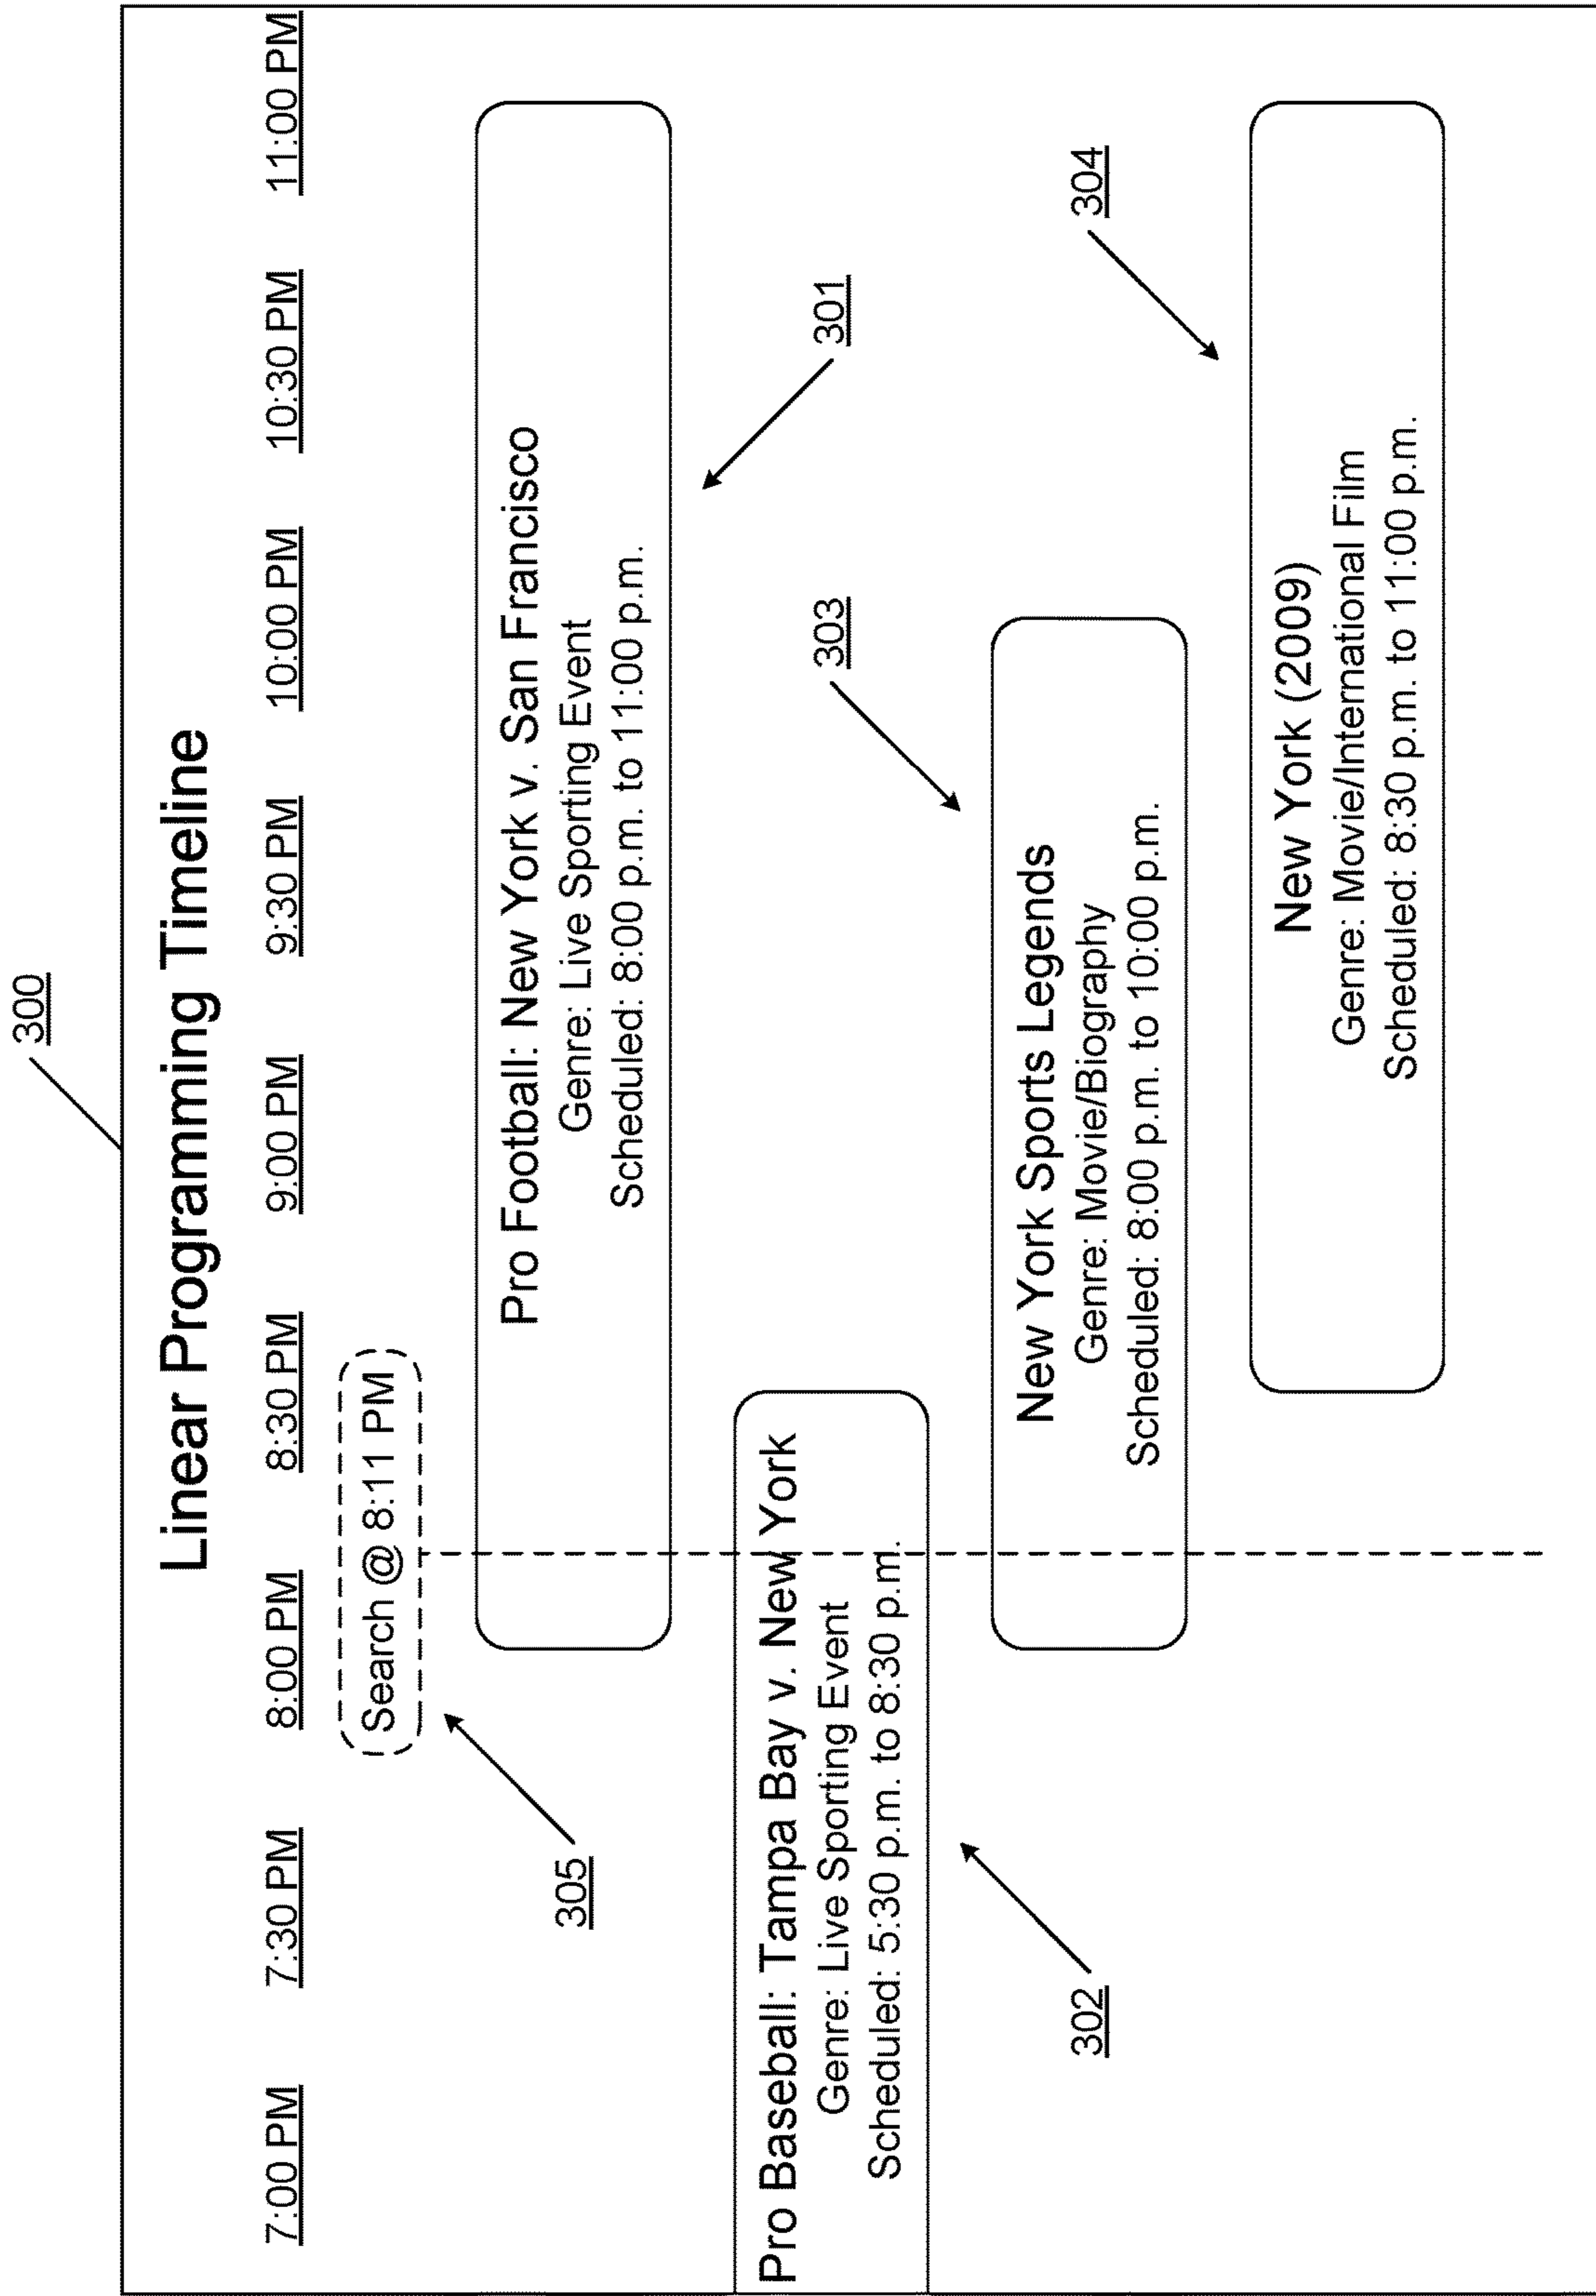 300
Linear Programming Timeline
7:00 PM
7:30 PM
8:00 PM
8:30 PM
9:00 PM
9:30 PM
10:00 PM
10:30 PM
11:00 PM
Search @ 8:11 PM
305
Pro Football: New York v. San Francisco
Genre: Live Sporting Event
Scheduled: 8:00 p.m. to 11:00 p.m.
301
Pro Baseball: Tampa Bay v. New York
Genre: Live Sporting Event
Scheduled: 5:30 p.m. to 8:30 p.m.
302
303
New York Sports Legends
Genre: Movie/Biography
Scheduled: 8:00 p.m. to 10:00 p.m.
304
New York (2009)
Genre: Movie/International Film
Scheduled: 8:30 p.m. to 11:00 p.m.